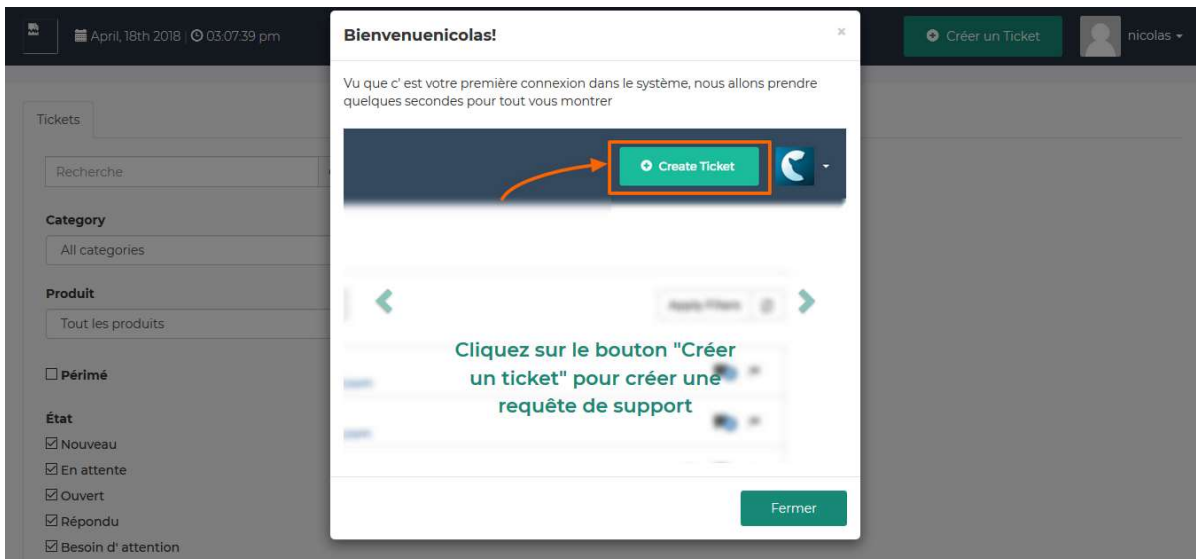 April, 18th 2018 | 03:07:39 pm
Créer un Ticket
nicolas
Bienvenuenicolas!
×
Vu que c' est votre première connexion dans le système, nous allons prendre
quelques secondes pour tout vous montrer
Create Ticket
Apply Filters
Cliquez sur le bouton "Créer
un ticket" pour créer une
requête de support
Fermer
Tickets
Recherche
Category
All categories
Produit
Tout les produits
Périmé
État
Nouveau
En attente
Ouvert
Répondu
Besoin d' attention